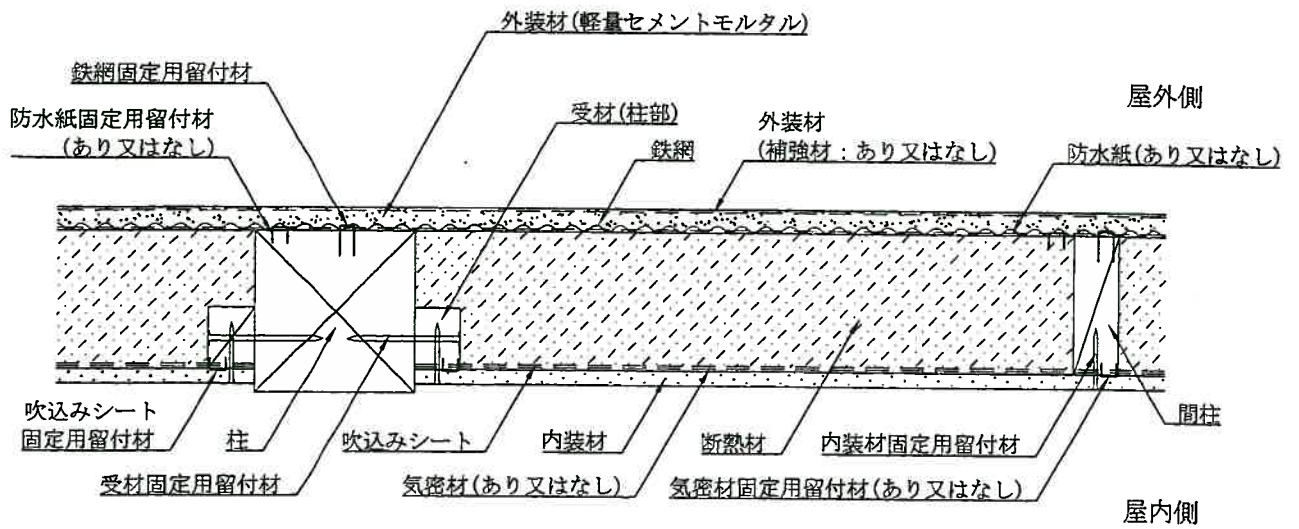 外装材(軽量セメントモルタル)
鉄網固定用留付材
屋外側
防水紙固定用留付材
(あり又はなし)
受材(柱部)
鉄網
外装材
(補強材：あり又はなし)
防水紙(あり又はなし)
吹込みシート
固定用留付材
柱
吹込みシート
内装材
断熱材
内装材固定用留付材
間柱
受材固定用留付材
気密材(あり又はなし)
気密材固定用留付材(あり又はなし)
屋内側